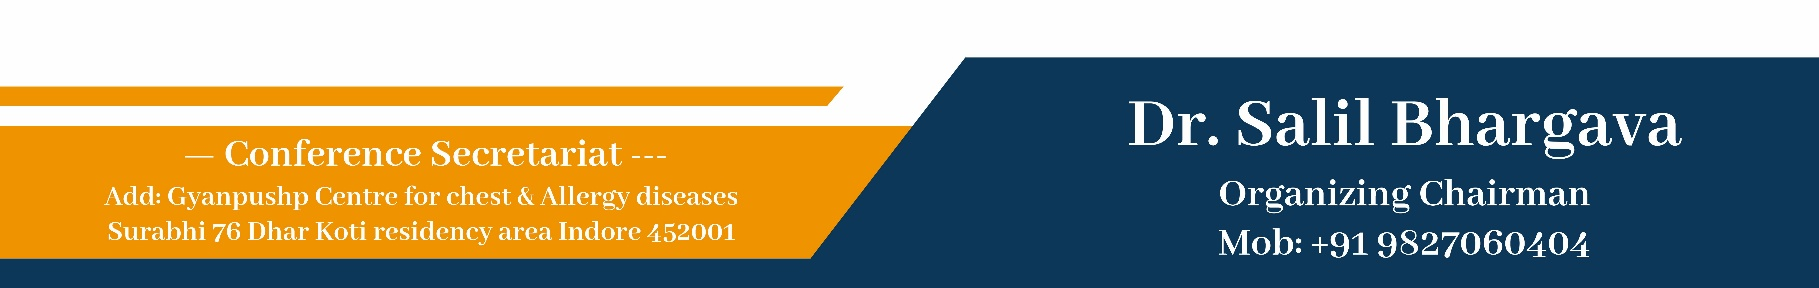 — Conference Secretariat ---
Add: Gyanpushp Centre for chest & Allergy diseases
Surabhi 76 Dhar Koti residency area Indore 452001
Dr. Salil Bhargava
Organizing Chairman
Mob: +91 9827060404